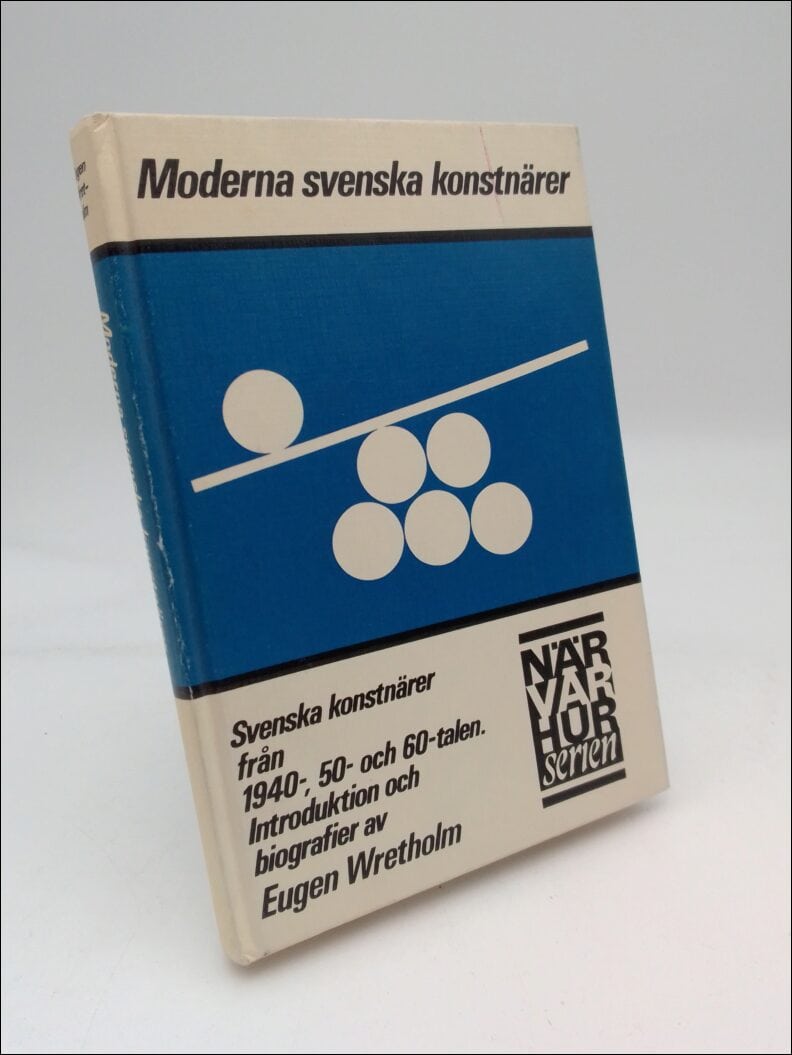 Moderna svenska konstnärer
Svenska konstnärer
från
1940-, 50- och 60-talen.
Introduktion och
biografier av
Eugen Wretholm
NÄR
VAR
HUR
serien